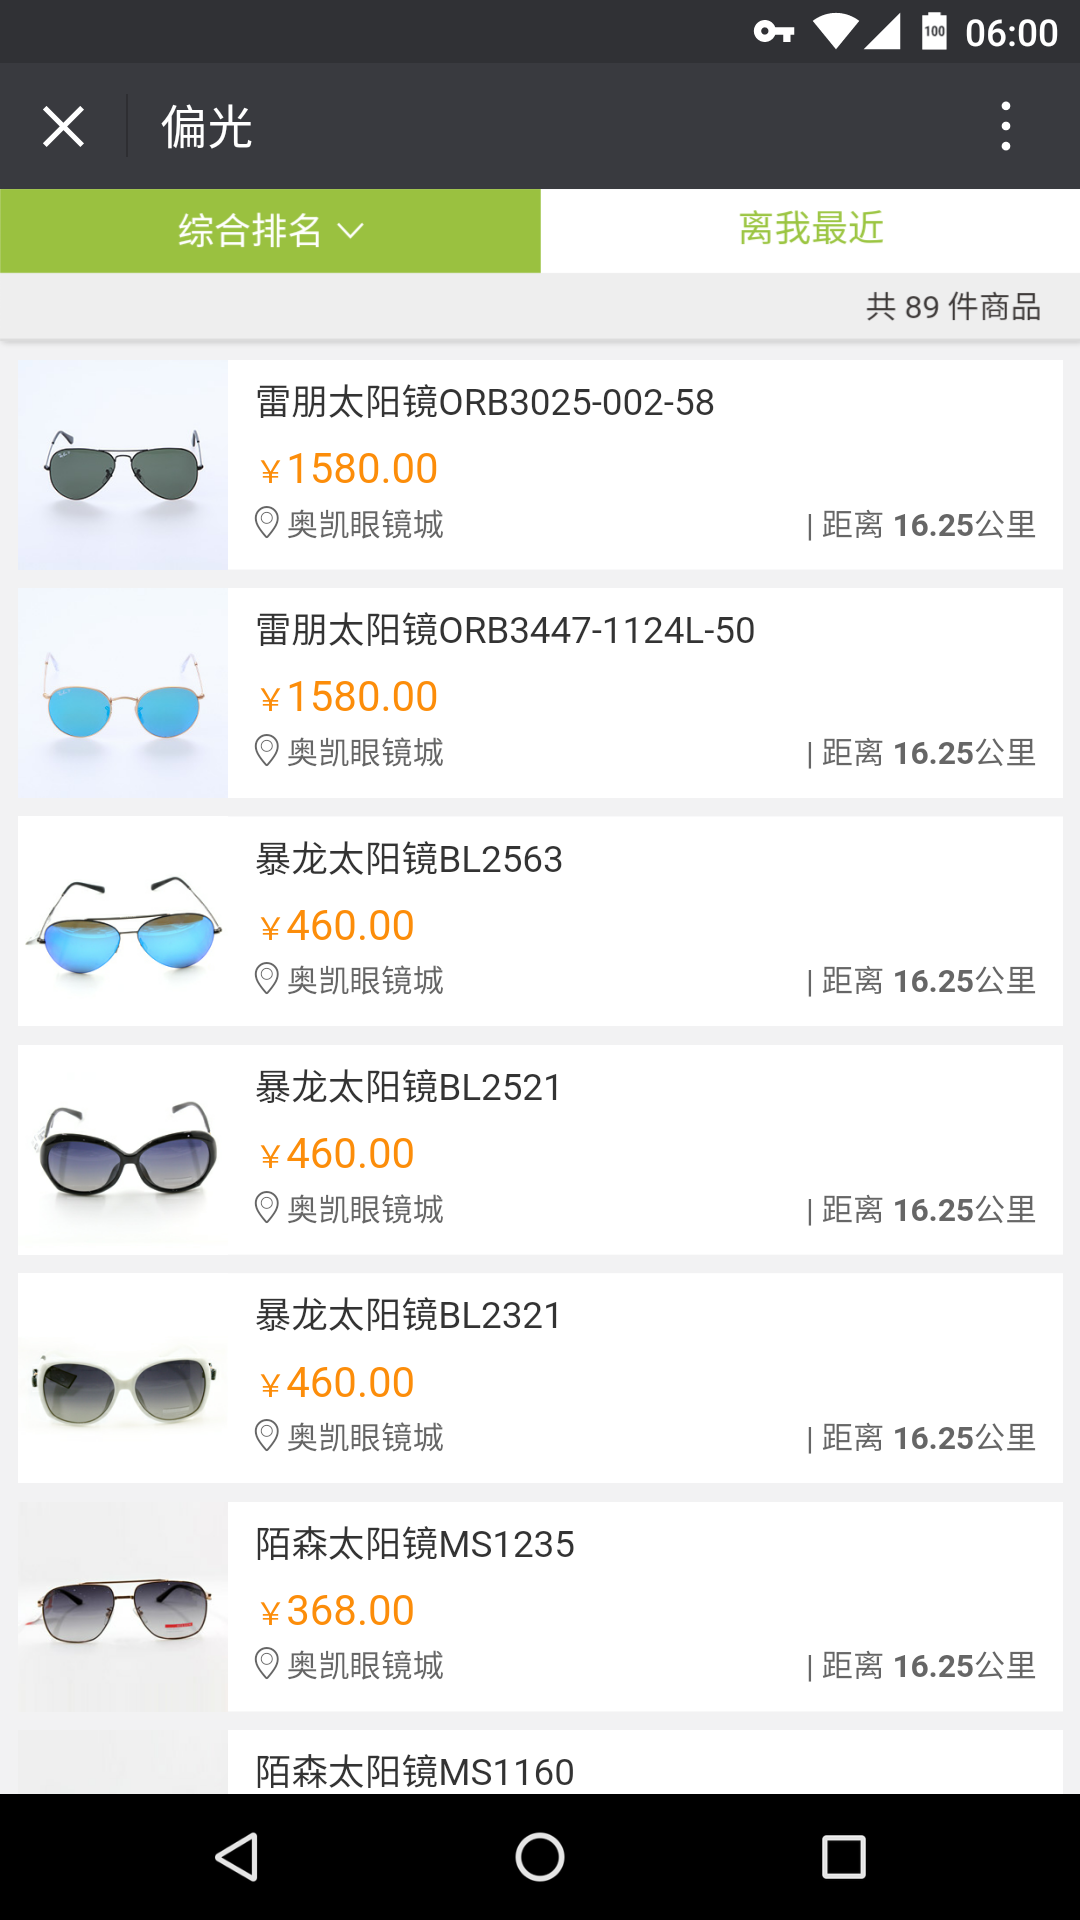 100 06:00
偏光
综合排名 离我最近
共 89 件商品
雷朋太阳镜ORB3025-002-58
¥1580.00
奥凯眼镜城 | 距离 16.25公里
雷朋太阳镜ORB3447-1124L-50
¥1580.00
奥凯眼镜城 | 距离 16.25公里
暴龙太阳镜BL2563
¥460.00
奥凯眼镜城 | 距离 16.25公里
暴龙太阳镜BL2521
¥460.00
奥凯眼镜城 | 距离 16.25公里
暴龙太阳镜BL2321
¥460.00
奥凯眼镜城 | 距离 16.25公里
陌森太阳镜MS1235
¥368.00
奥凯眼镜城 | 距离 16.25公里
陌森太阳镜MS1160